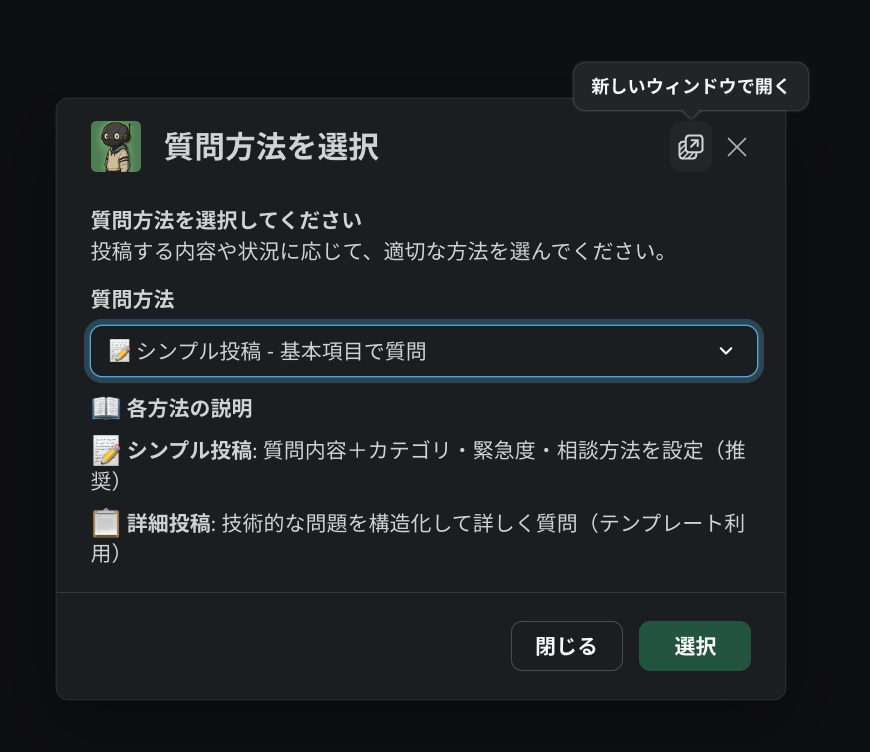 新しいウィンドウで開く
質問方法を選択
質問方法を選択してください
投稿する内容や状況に応じて、適切な方法を選んでください。
質問方法
📝 シンプル投稿 - 基本項目で質問
📖 各方法の説明
📝 シンプル投稿: 質問内容＋カテゴリ・緊急度・相談方法を設定（推
奨）
📋 詳細投稿: 技術的な問題を構造化して詳しく質問（テンプレート利
用）
閉じる
選択